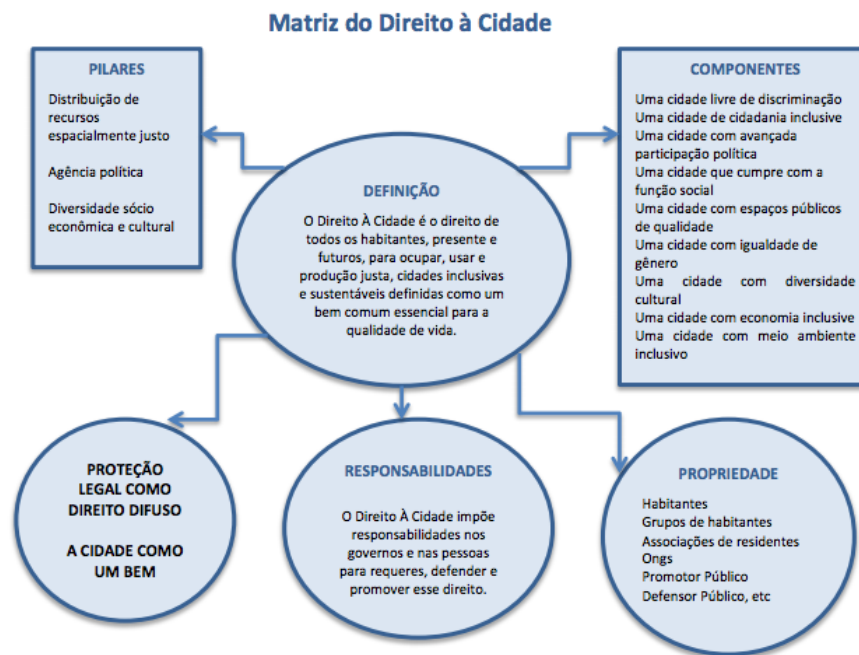 Matriz do Direito à Cidade
PILARES
Distribuição de
recursos
espacialmente justo
Agência política
Diversidade sócio
econômica e cultural
COMPONENTES
Uma cidade livre de discriminação
Uma cidade de cidadania inclusive
Uma cidade com avançada
participação política
Uma cidade que cumpre com a
função social
Uma cidade com espaços públicos
de qualidade
Uma cidade com igualdade de
gênero
Uma cidade com diversidade
cultural
Uma cidade com economia inclusive
Uma cidade com meio ambiente
inclusivo
DEFINIÇÃO
O Direito À Cidade é o direito de
todos os habitantes, presente e
futuros, para ocupar, usar e
produção justa, cidades inclusivas
e sustentáveis definidas como um
bem comum essencial para a
qualidade de vida.
PROTEÇÃO
LEGAL COMO
DIREITO DIFUSO
A CIDADE COMO
UM BEM
RESPONSABILIDADES
O Direito À Cidade impõe
responsabilidades nos
governos e nas pessoas
para requeres, defender e
promover esse direito.
PROPRIEDADE
Habitantes
Grupos de habitantes
Associações de residentes
Ongs
Promotor Público
Defensor Público, etc